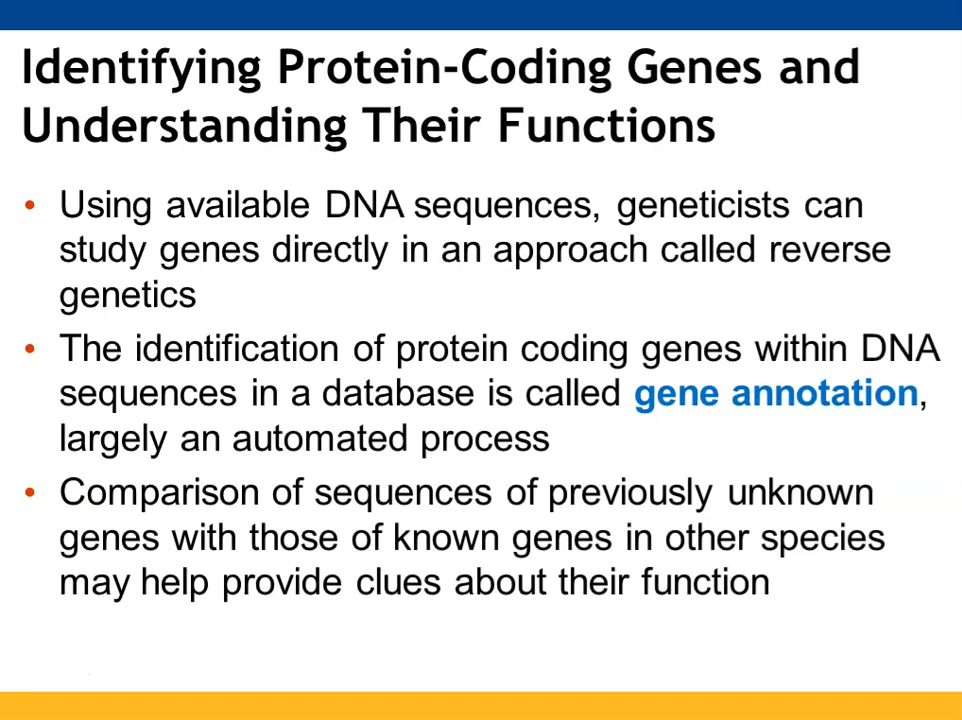 Identifying Protein-Coding Genes and
Understanding Their Functions
• Using available DNA sequences, geneticists can
study genes directly in an approach called reverse
genetics
• The identification of protein coding genes within DNA
sequences in a database is called gene annotation,
largely an automated process
• Comparison of sequences of previously unknown
genes with those of known genes in other species
may help provide clues about their function